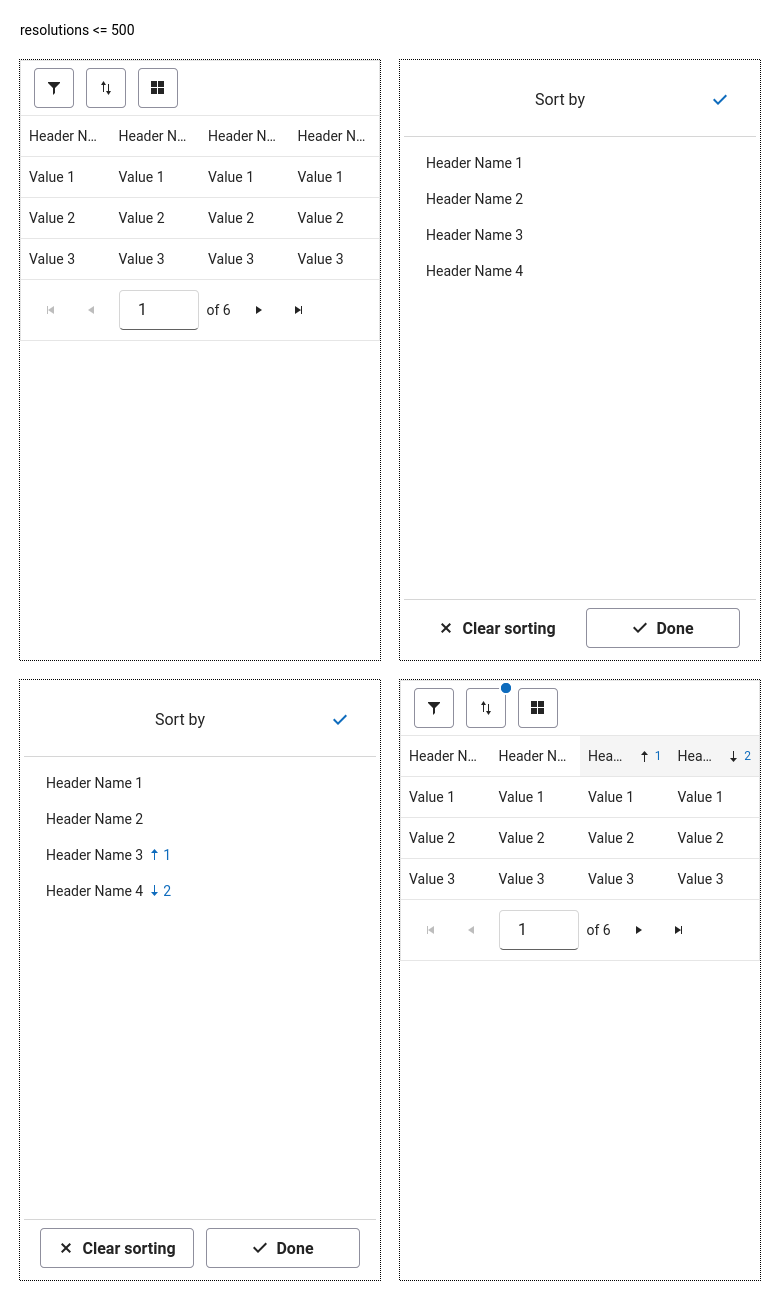 resolutions <= 500
Header N... Header N... Header N... Header N...
Value 1 Value 1 Value 1 Value 1
Value 2 Value 2 Value 2 Value 2
Value 3 Value 3 Value 3 Value 3
1 of 6
Sort by
Header Name 1
Header Name 2
Header Name 3
Header Name 4
Clear sorting Done
Sort by
Header Name 1
Header Name 2
Header Name 3 1
Header Name 4 2
Clear sorting Done
Header N... Header N... Hea... 1 Hea... 2
Value 1 Value 1 Value 1 Value 1
Value 2 Value 2 Value 2 Value 2
Value 3 Value 3 Value 3 Value 3
1 of 6